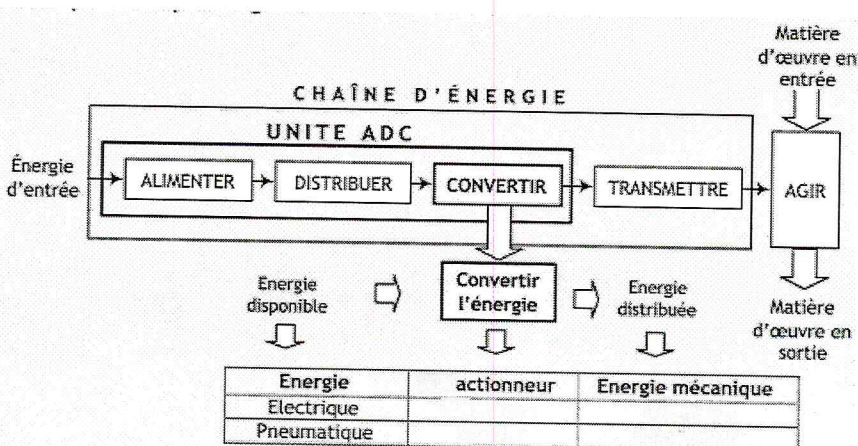 Matière
d'œuvre en
entrée
CHAÎNE D'ÉNERGIE
UNITE ADC
Énergie
d'entrée
ALIMENTER
DISTRIBUER
CONVERTIR
TRANSMETTRE
AGIR
Energie
disponible
Convertir
l'énergie
Energie
distribuée
Matière
d'œuvre en
sortie
Energie actionneur Energie mécanique
Electrique
Pneumatique